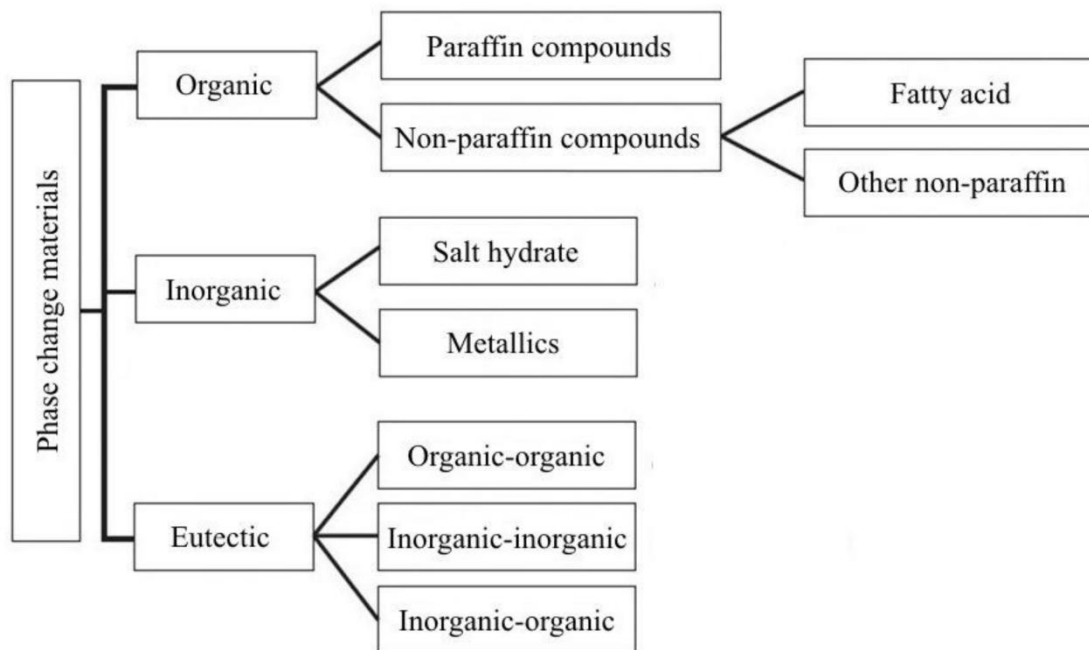 Phase change materials
Organic
Paraffin compounds
Non-paraffin compounds
Fatty acid
Other non-paraffin
Inorganic
Salt hydrate
Metallics
Eutectic
Organic-organic
Inorganic-inorganic
Inorganic-organic